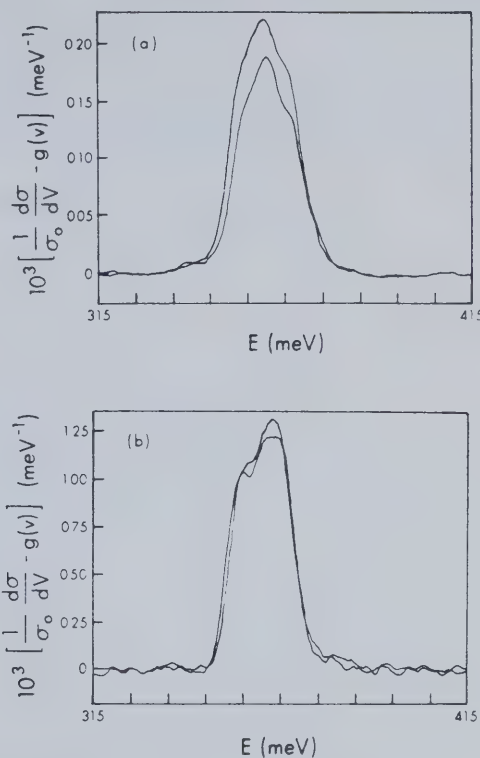 (a)
0.20
0.15
0.10
0.05
0
10³ [ 1/σ₀ dσ/dV - g(v) ] (meV⁻¹)
315
415
E (meV)
(b)
1.25
1.00
0.75
0.50
0.25
0
10³ [ 1/σ₀ dσ/dV - g(v) ] (meV⁻¹)
315
415
E (meV)